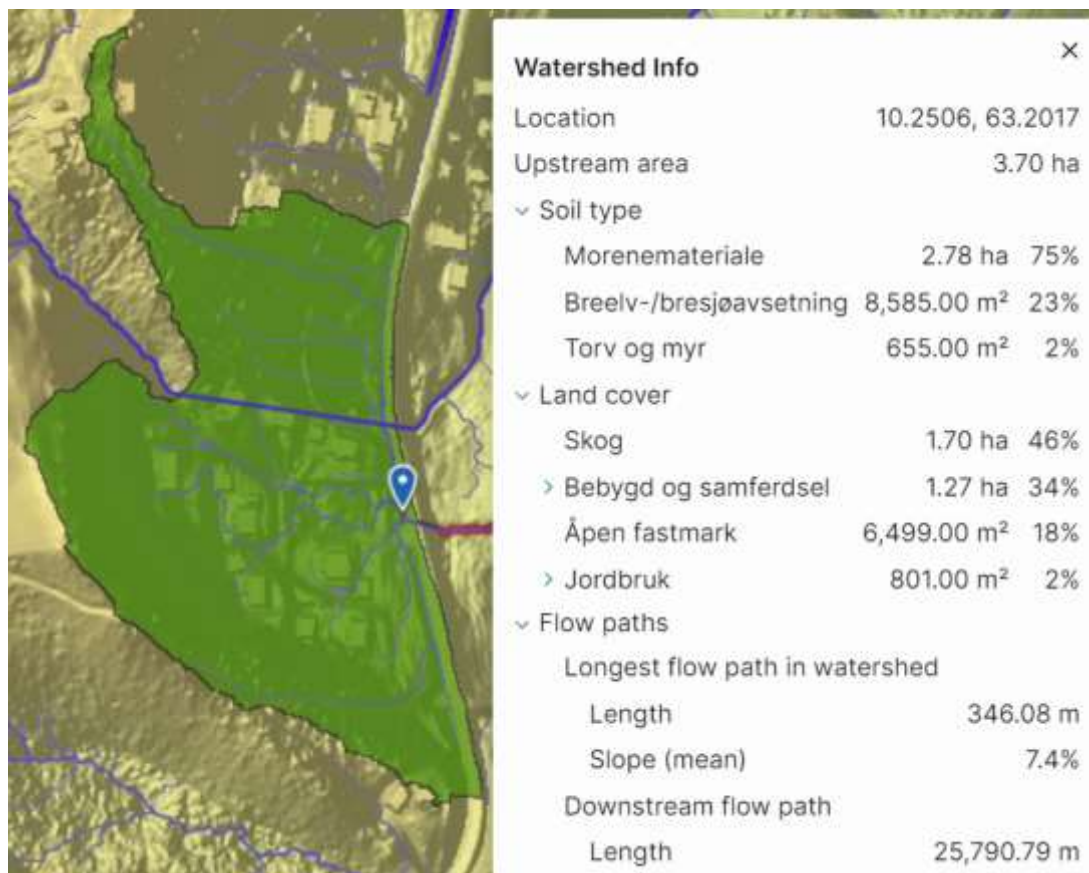 Watershed Info
Location 10.2506, 63.2017
Upstream area 3.70 ha
Soil type
Morenemateriale 2.78 ha 75%
Breelv-/bresjøavsetning 8,585.00 m² 23%
Torv og myr 655.00 m² 2%
Land cover
Skog 1.70 ha 46%
Bebygd og samferdsel 1.27 ha 34%
Åpen fastmark 6,499.00 m² 18%
Jordbruk 801.00 m² 2%
Flow paths
Longest flow path in watershed
Length 346.08 m
Slope (mean) 7.4%
Downstream flow path
Length 25,790.79 m